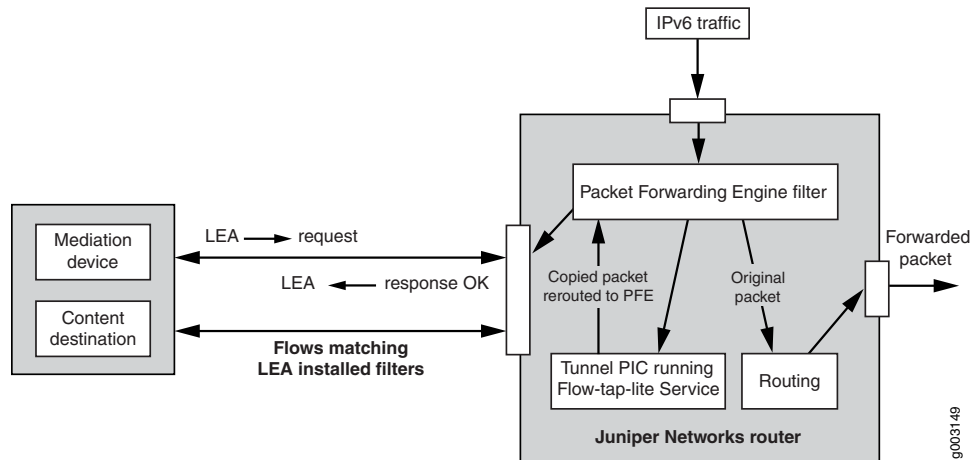 IPv6 traffic
Packet Forwarding Engine filter
LEA request
LEA response OK
Mediation
device
Content
destination
Flows matching
LEA installed filters
Copied packet
rerouted to PFE
Original
packet
Forwarded
packet
Tunnel PIC running
Flow-tap-lite Service
Routing
Juniper Networks router
g003149